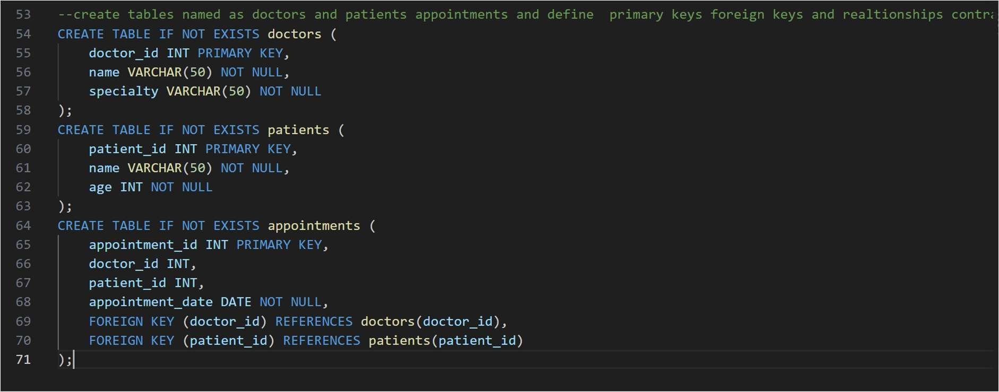 53 --create tables named as doctors and patients appointments and define  primary keys foreign keys and realtionships contra
54 CREATE TABLE IF NOT EXISTS doctors (
55     doctor_id INT PRIMARY KEY,
56     name VARCHAR(50) NOT NULL,
57     specialty VARCHAR(50) NOT NULL
58 );
59 CREATE TABLE IF NOT EXISTS patients (
60     patient_id INT PRIMARY KEY,
61     name VARCHAR(50) NOT NULL,
62     age INT NOT NULL
63 );
64 CREATE TABLE IF NOT EXISTS appointments (
65     appointment_id INT PRIMARY KEY,
66     doctor_id INT,
67     patient_id INT,
68     appointment_date DATE NOT NULL,
69     FOREIGN KEY (doctor_id) REFERENCES doctors(doctor_id),
70     FOREIGN KEY (patient_id) REFERENCES patients(patient_id)
71 );